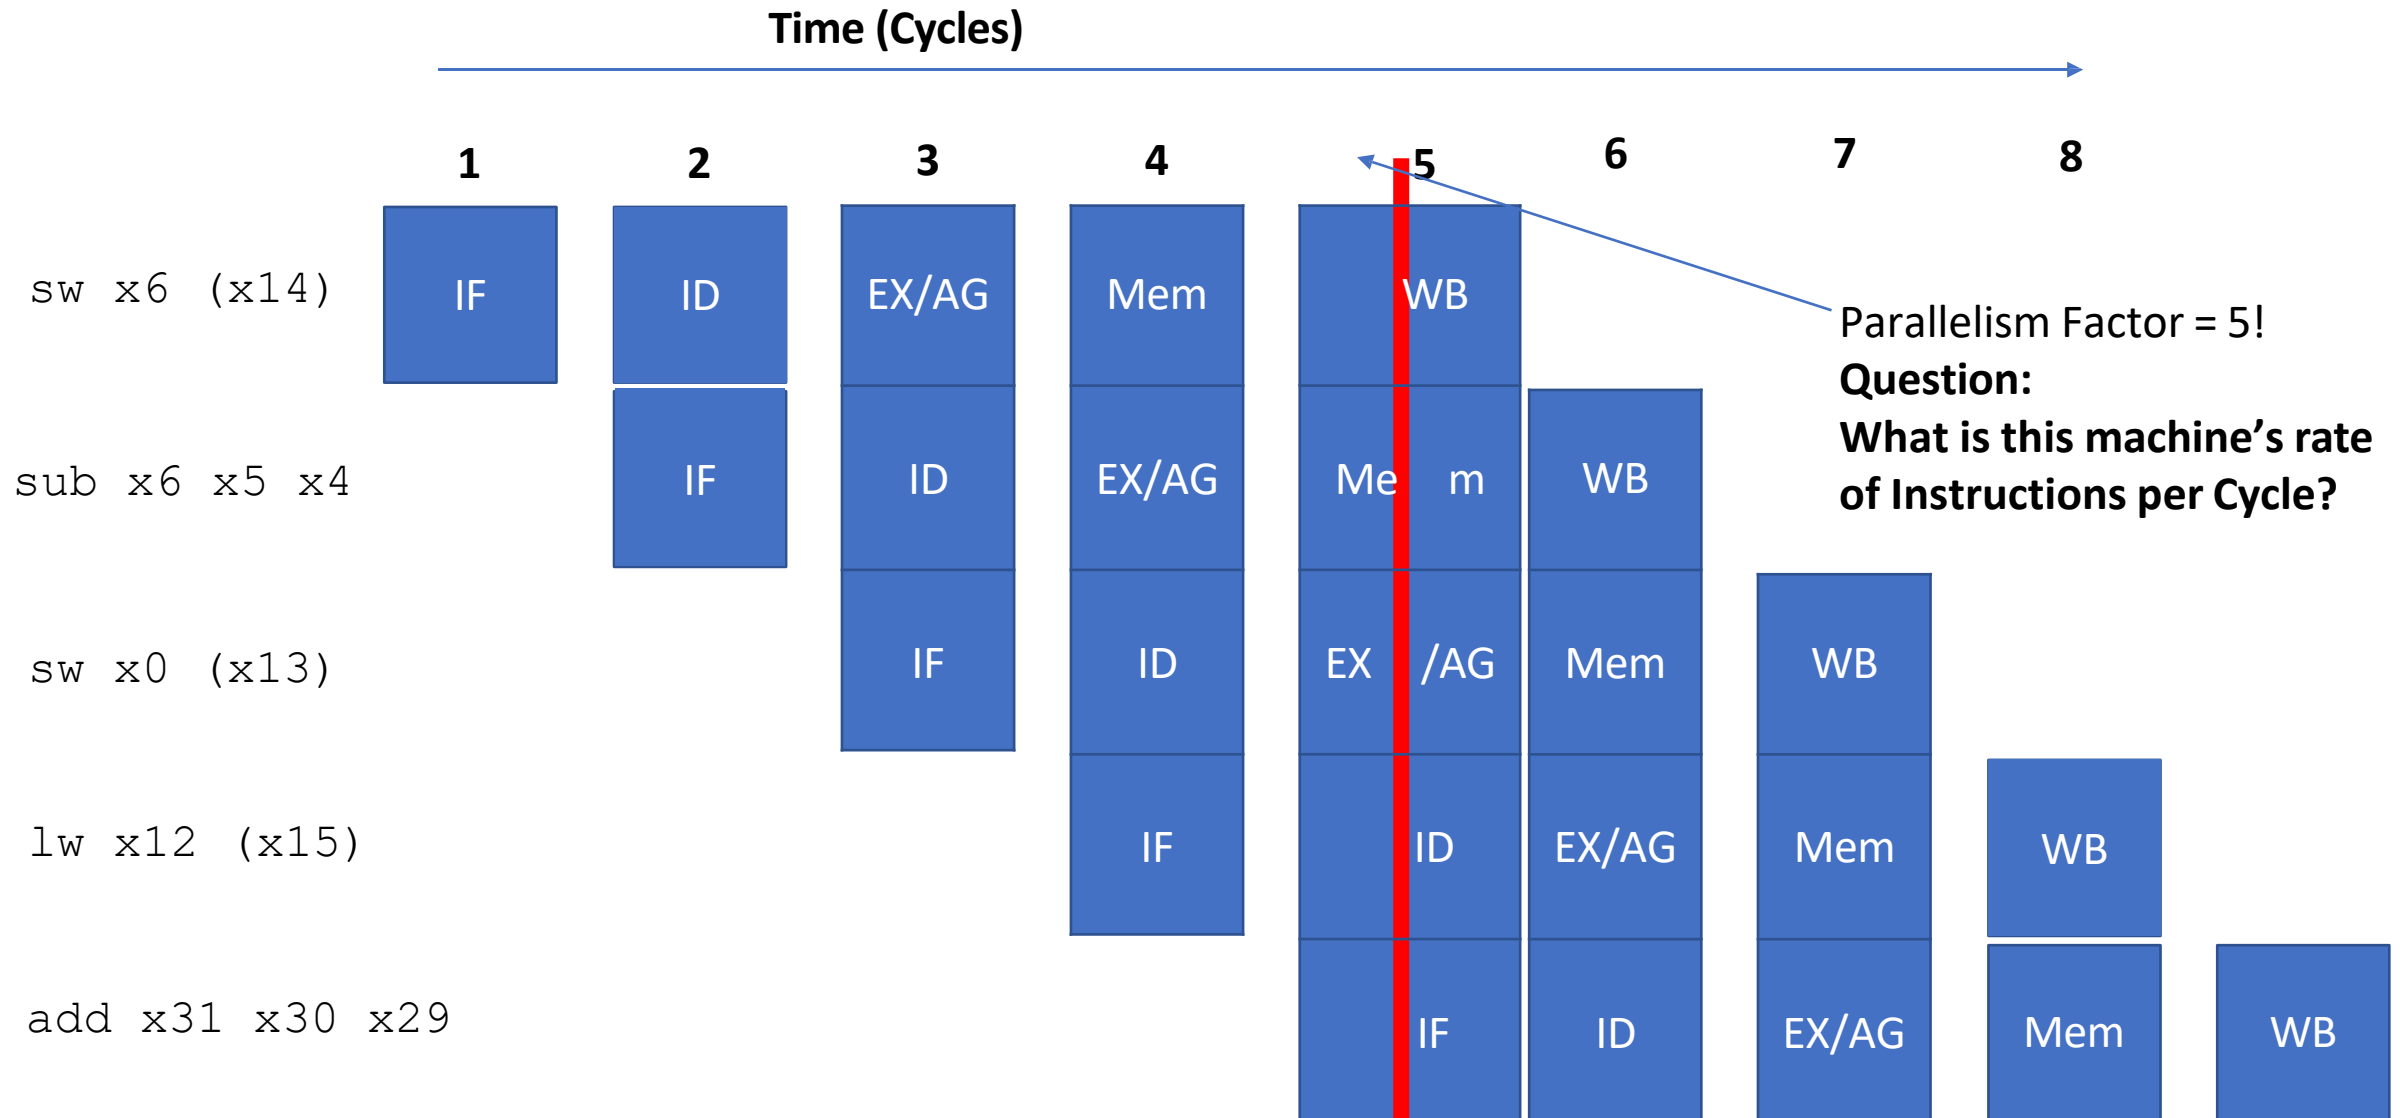 Time (Cycles)
1 2 3 4 5 6 7 8
sw x6 (x14) IF ID EX/AG Mem WB
Parallelism Factor = 5!
Question:
What is this machine’s rate
of Instructions per Cycle?
sub x6 x5 x4 IF ID EX/AG Me m WB
sw x0 (x13) IF ID EX /AG Mem WB
lw x12 (x15) IF ID EX/AG Mem WB
add x31 x30 x29 IF ID EX/AG Mem WB